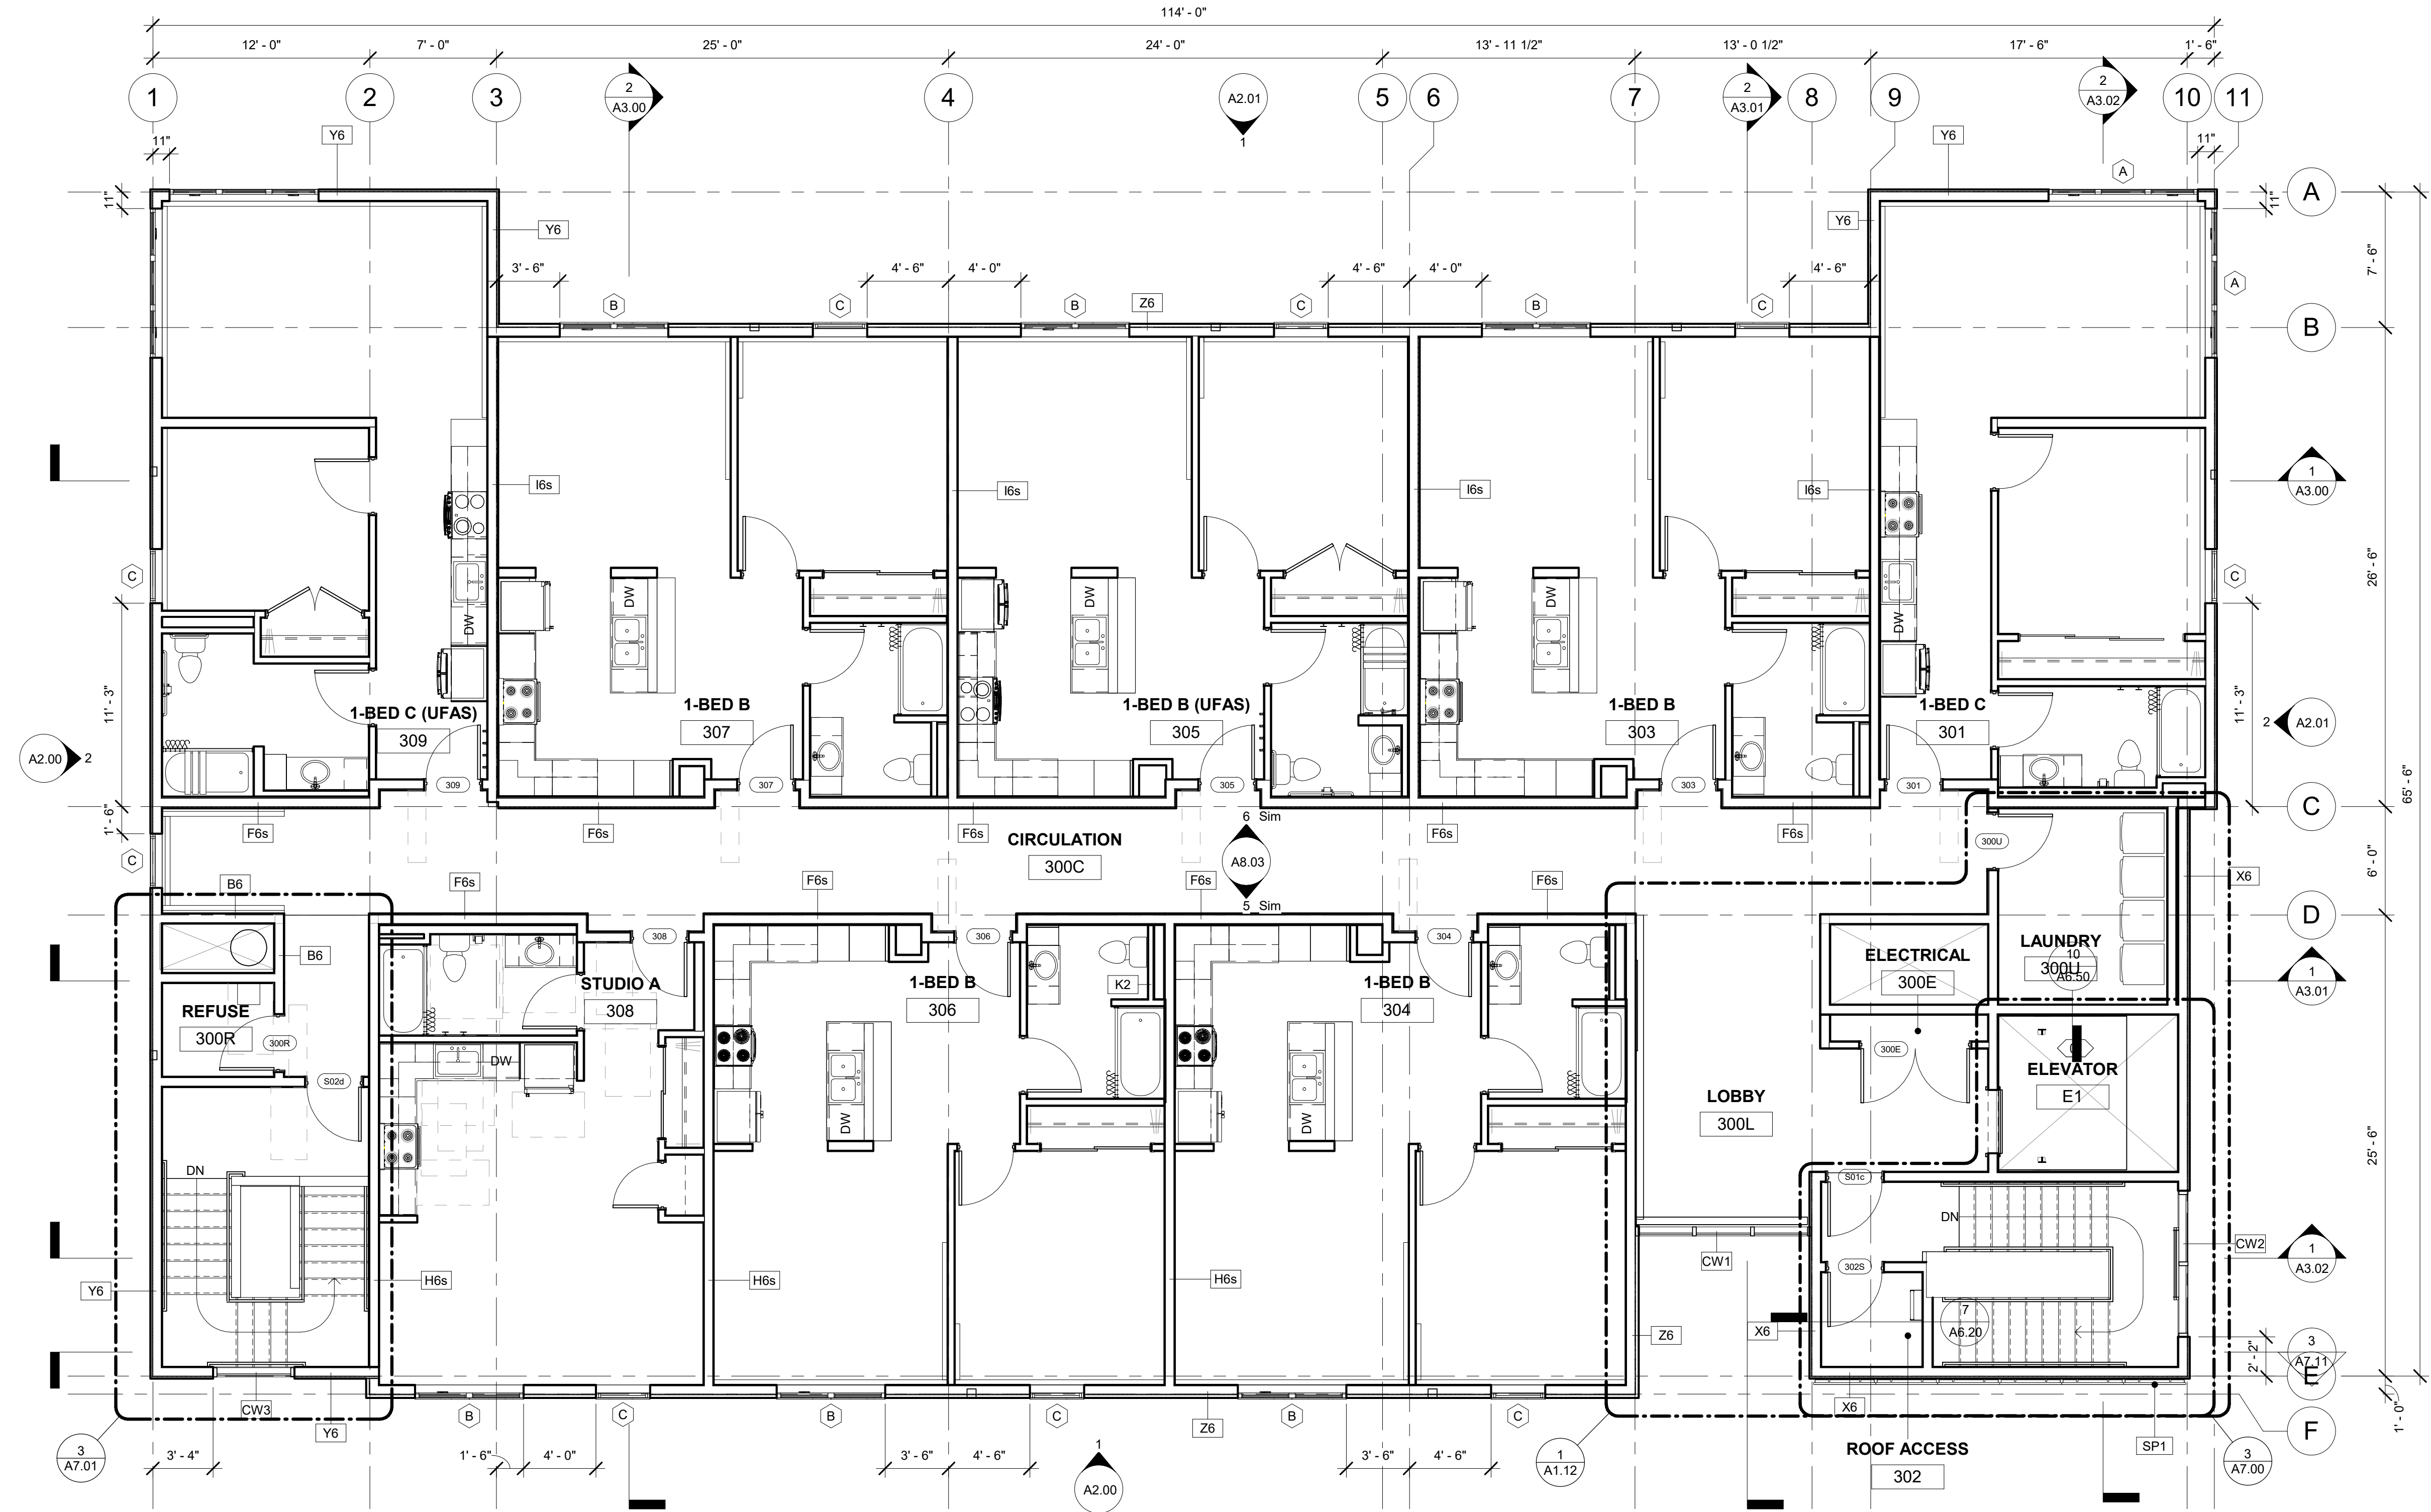 114' - 0"
12' - 0"
7' - 0"
25' - 0"
24' - 0"
13' - 11 1/2"
13' - 0 1/2"
17' - 6"
1' - 6"
1
2
3
2
A3.00
4
A2.01
1
5
6
7
2
A3.01
8
9
2
A3.02
10
11
11"
Y6
Y6
11"
A
11"
11"
A
Y6
Y6
7' - 6"
3' - 6"
4' - 6"
4' - 0"
4' - 6"
4' - 0"
4' - 6"
B
C
B
Z6
C
B
C
A
B
I6s
I6s
I6s
I6s
1
A3.00
C
DW
DW
DW
DW
DW
C
26' - 6"
65' - 6"
11' - 3"
11' - 3"
1-BED C (UFAS)
309
1-BED B
307
1-BED B (UFAS)
305
1-BED B
303
1-BED C
301
A2.00
2
2
A2.01
309
307
305
303
301
1' - 6"
C
F6s
F6s
F6s
F6s
F6s
C
6 Sim
CIRCULATION
300C
A8.03
5 Sim
300U
6' - 0"
B6
F6s
F6s
F6s
F6s
X6
D
B6
308
306
304
REFUSE
300R
STUDIO A
308
1-BED B
306
K2
1-BED B
304
ELECTRICAL
300E
LAUNDRY
300U
10
A6.50
1
A3.01
300R
S02d
DW
DW
DW
300E
ELEVATOR
E1
LOBBY
300L
25' - 6"
DN
S01c
DN
H6s
H6s
H6s
CW1
302S
CW2
1
A3.02
Y6
Z6
X6
7
A6.20
2' - 2"
3
A7.11
E
CW3
Y6
B
C
B
C
Z6
B
C
X6
SP1
F
1' - 0"
3
A7.01
3' - 4"
1' - 6"
4' - 0"
3' - 6"
4' - 6"
1
A2.00
3' - 6"
4' - 6"
1
A1.12
ROOF ACCESS
302
3
A7.00